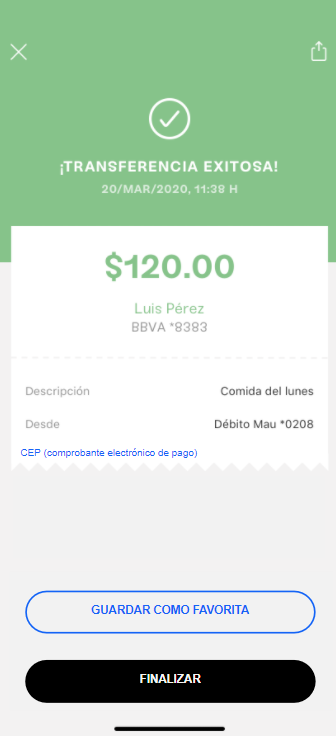 ¡TRANSFERENCIA EXITOSA!
20/MAR/2020, 11:38 H
$120.00
Luis Pérez
BBVA *8383
Descripción Comida del lunes
Desde Débito Mau *0208
CEP (comprobante electrónico de pago)
GUARDAR COMO FAVORITA
FINALIZAR